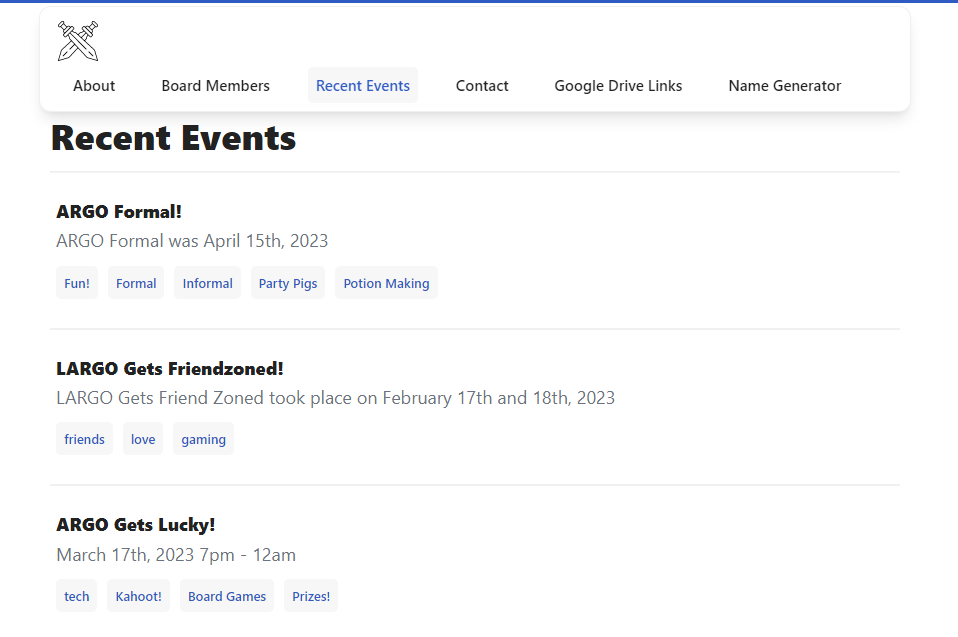 About Board Members Recent Events Contact Google Drive Links Name Generator
Recent Events
ARGO Formal!
ARGO Formal was April 15th, 2023
Fun! Formal Informal Party Pigs Potion Making
LARGO Gets Friendzoned!
LARGO Gets Friend Zoned took place on February 17th and 18th, 2023
friends love gaming
ARGO Gets Lucky!
March 17th, 2023 7pm - 12am
tech Kahoot! Board Games Prizes!